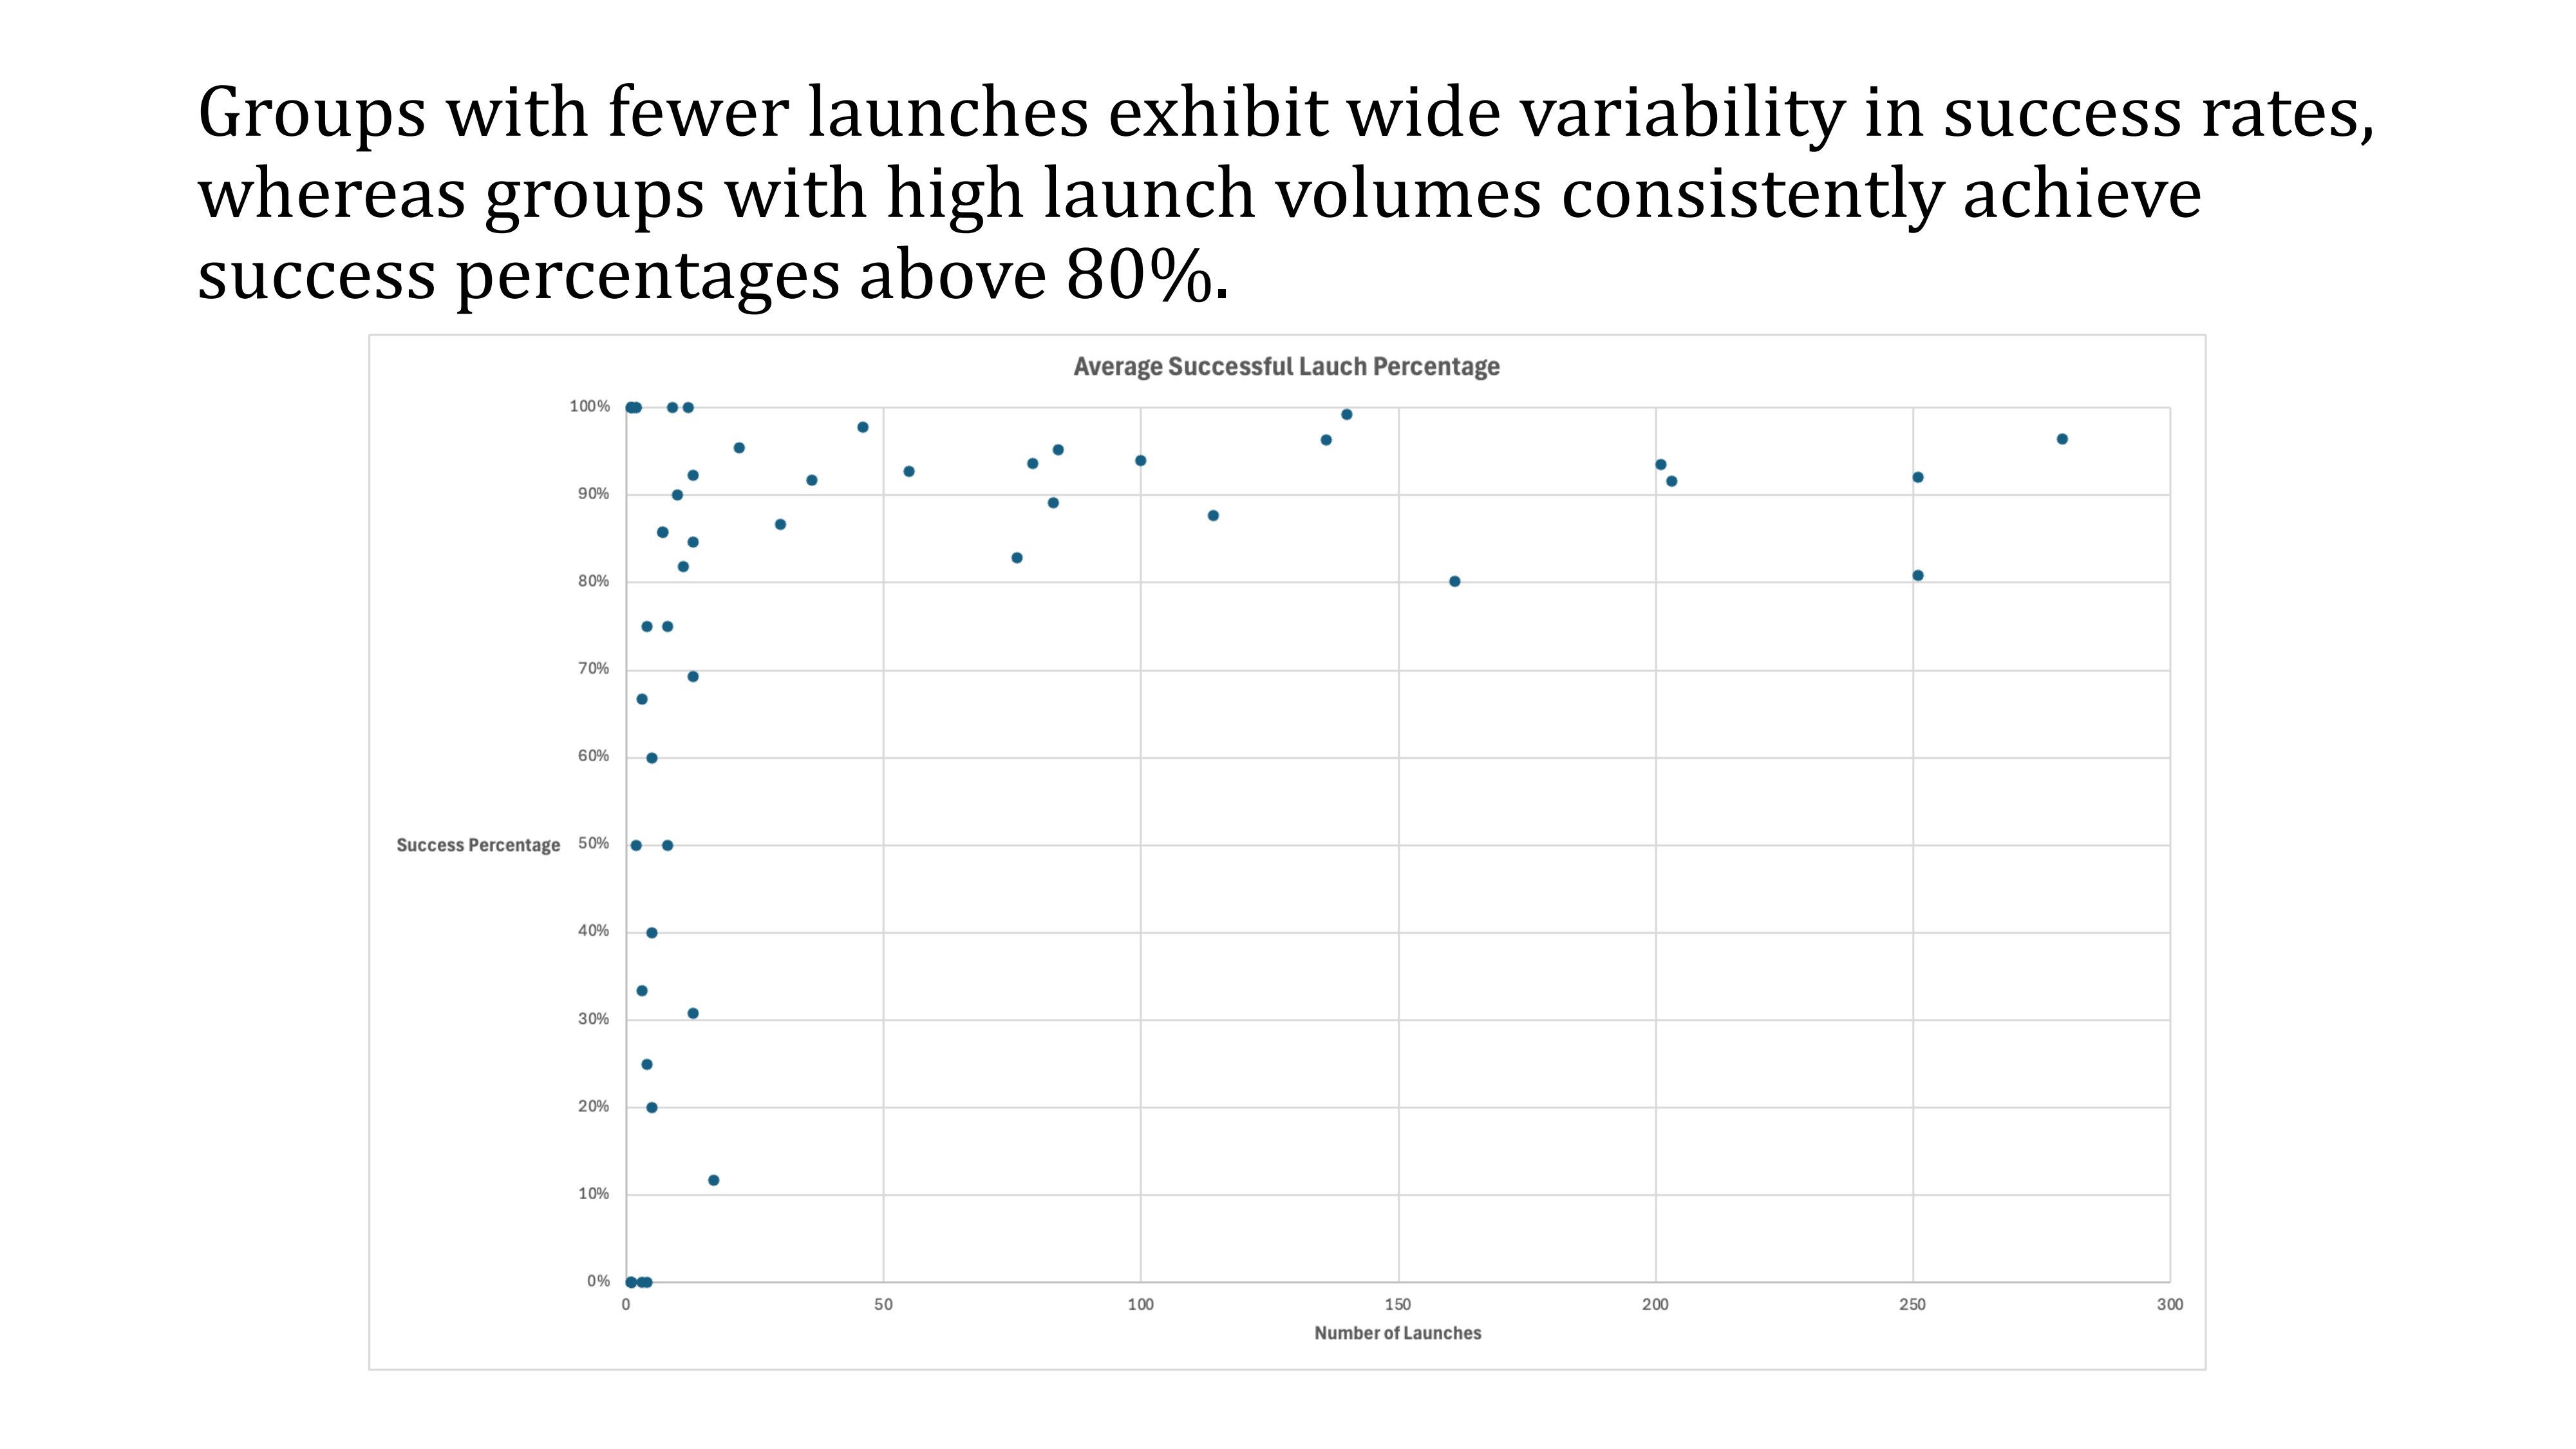 Groups with fewer launches exhibit wide variability in success rates,
whereas groups with high launch volumes consistently achieve
success percentages above 80%.
Average Successful Lauch Percentage
100%
90%
80%
70%
60%
Success Percentage
50%
40%
30%
20%
10%
0%
0 50 100 150 200 250 300
Number of Launches